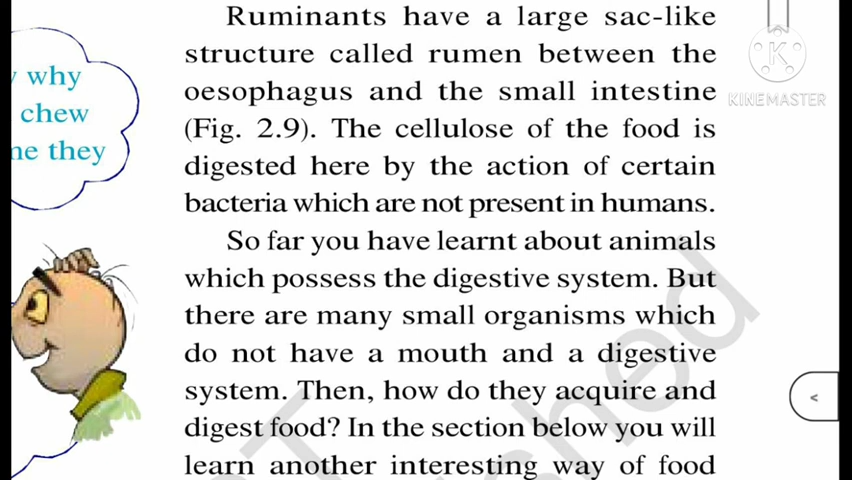 Ruminants have a large sac-like
structure called rumen between the
oesophagus and the small intestine
(Fig. 2.9). The cellulose of the food is
digested here by the action of certain
bacteria which are not present in humans.
So far you have learnt about animals
which possess the digestive system. But
there are many small organisms which
do not have a mouth and a digestive
system. Then, how do they acquire and
digest food? In the section below you will
learn another interesting way of food
why
chew
they
K
KINEMASTER
<